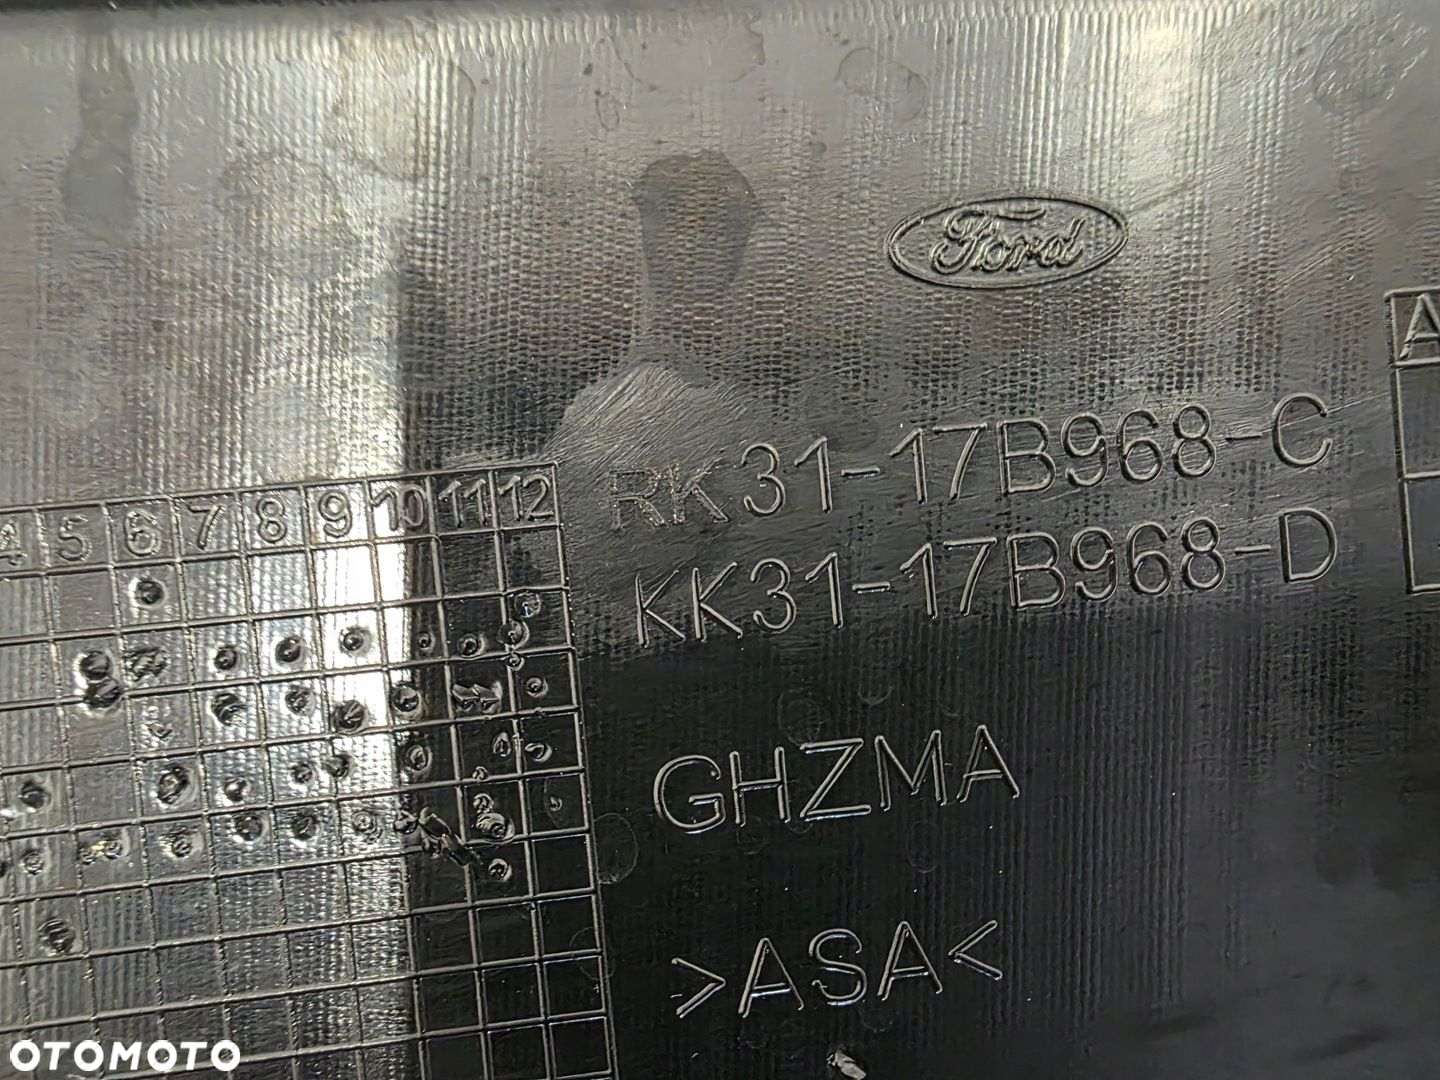 Ford
A
RK31-17B968-C
KK31-17B968-D
4 5 6 7 8 9 10 11 12
GHZMA
>ASA<
OTOMOTO